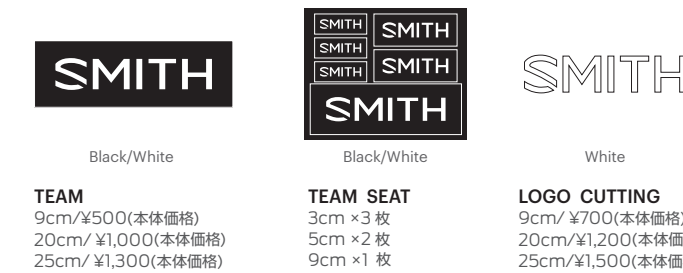 SMITH
Black/White
TEAM
9cm/¥500(本体価格)
20cm/ ¥1,000(本体価格)
25cm/ ¥1,300(本体価格)
SMITH SMITH
SMITH
SMITH SMITH
SMITH
Black/White
TEAM SEAT
3cm ×3 枚
5cm ×2 枚
9cm ×1 枚
SMITH
White
LOGO CUTTING
9cm/ ¥700(本体価格)
20cm/¥1,200(本体価
25cm/¥1,500(本体価